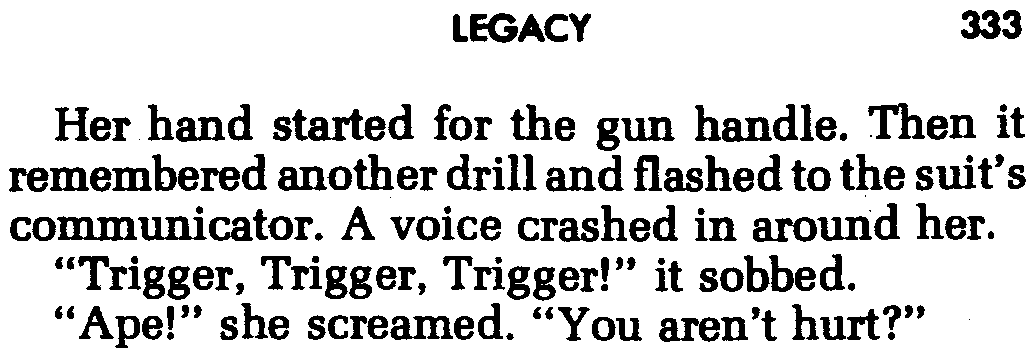 LEGACY 333
Her hand started for the gun handle. Then it
remembered another drill and flashed to the suit's
communicator. A voice crashed in around her.
“Trigger, Trigger, Trigger!” it sobbed.
“Ape!” she screamed. “You aren't hurt?”